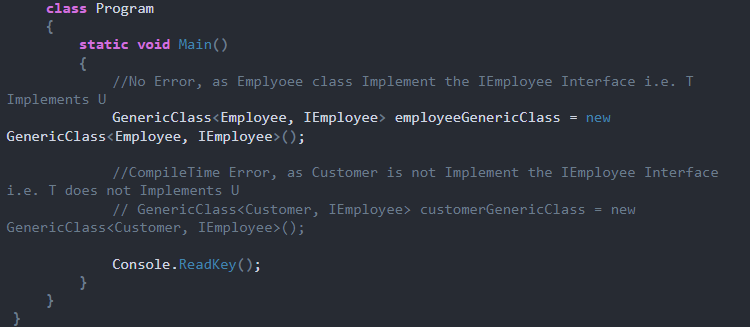 class Program
{
static void Main()
{
//No Error, as Emplyoee class Implement the IEmployee Interface i.e. T
Implements U
GenericClass<Employee, IEmployee> employeeGenericClass = new
GenericClass<Employee, IEmployee>();
//CompileTime Error, as Customer is not Implement the IEmployee Interface
i.e. T does not Implements U
// GenericClass<Customer, IEmployee> customerGenericClass = new
GenericClass<Customer, IEmployee>();
Console.ReadKey();
}
}
}